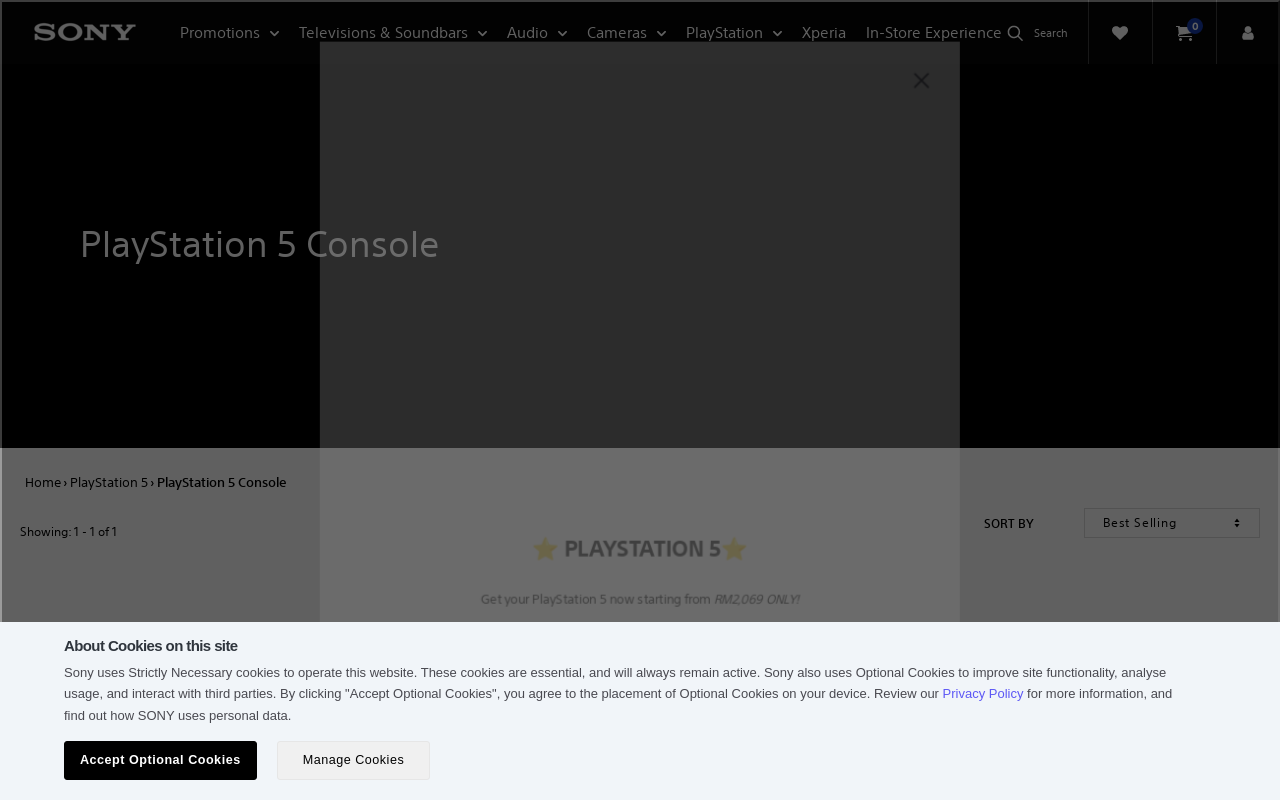 SONY
Promotions
Televisions & Soundbars
Audio
Cameras
PlayStation
Xperia
In-Store Experience
Search
0
PlayStation 5 Console
Home › PlayStation 5 › PlayStation 5 Console
Showing: 1 - 1 of 1
SORT BY
Best Selling
⭐ PLAYSTATION 5⭐
Get your PlayStation 5 now starting from RM2,069 ONLY!
About Cookies on this site
Sony uses Strictly Necessary cookies to operate this website. These cookies are essential, and will always remain active. Sony also uses Optional Cookies to improve site functionality, analyse
usage, and interact with third parties. By clicking "Accept Optional Cookies", you agree to the placement of Optional Cookies on your device. Review our Privacy Policy for more information, and
find out how SONY uses personal data.
Accept Optional Cookies
Manage Cookies